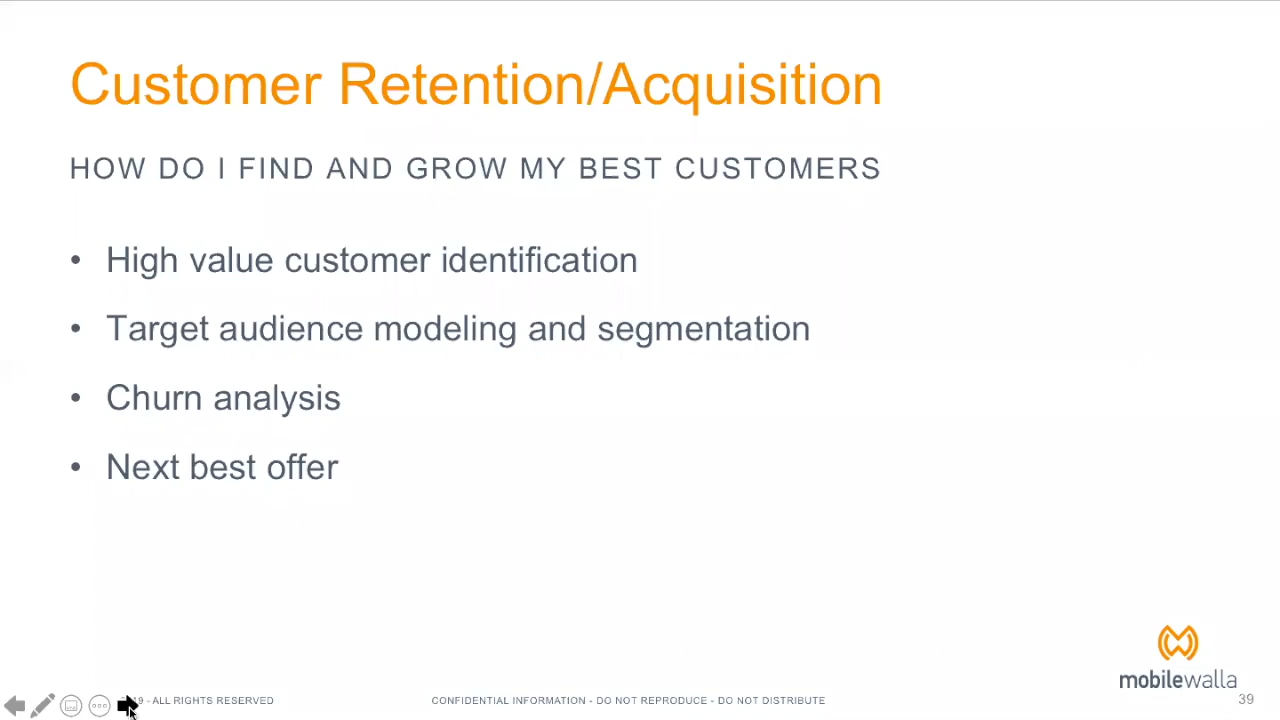 Customer Retention/Acquisition
HOW DO I FIND AND GROW MY BEST CUSTOMERS
• High value customer identification
• Target audience modeling and segmentation
• Churn analysis
• Next best offer
mobilewalla
- ALL RIGHTS RESERVED
CONFIDENTIAL INFORMATION - DO NOT REPRODUCE - DO NOT DISTRIBUTE
39